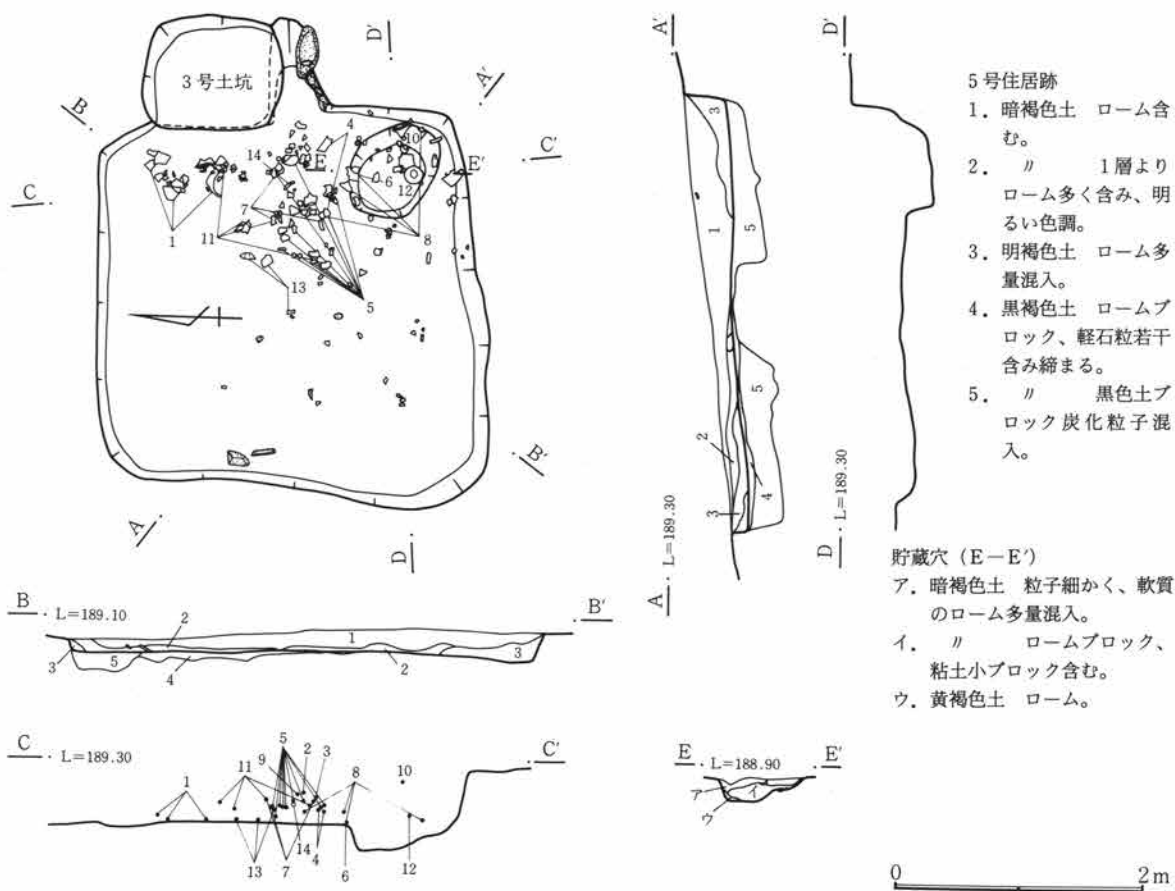 3号土坑
D'
A'
B
C'
C
E
E'
4
10
14
6
12
7
1
11
8
13
5
B'
A
D
A'
D'
3
1
5
5
2
4
3
A L=189.30
D L=189.30
5号住居跡
1．暗褐色土　ローム含
む。
2．〃　1層より
ローム多く含み、明
るい色調。
3．明褐色土　ローム多
量混入。
4．黒褐色土　ロームブ
ロック、軽石粒若干
含み締まる。
5．〃　黒色土ブ
ロック炭化粒子混
入。
貯蔵穴（E－E'）
ア．暗褐色土　粒子細かく、軟質
のローム多量混入。
イ．〃　ロームブロック、
粘土小ブロック含む。
ウ．黄褐色土　ローム。
B L=189.10 B'
2
1
3
5
4
2
3
C L=189.30 C'
5
9
2
3
1
11
8
10
13
7
14
4
6
12
E L=188.90 E'
ア
イ
ウ
0 2m